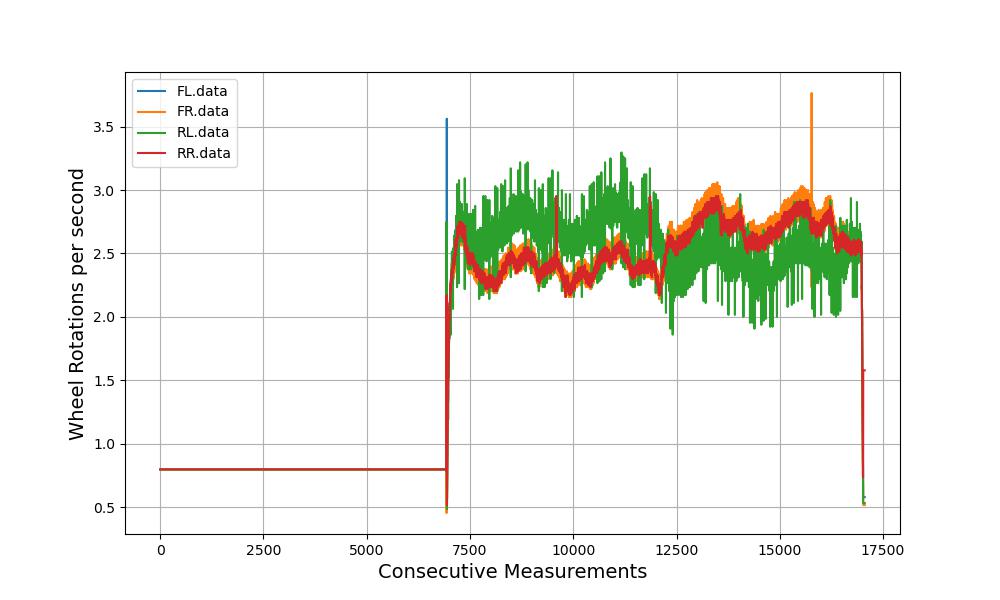 FL.data
FR.data
RL.data
RR.data
Wheel Rotations per second
3.5
3.0
2.5
2.0
1.5
1.0
0.5
0 2500 5000 7500 10000 12500 15000 17500
Consecutive Measurements